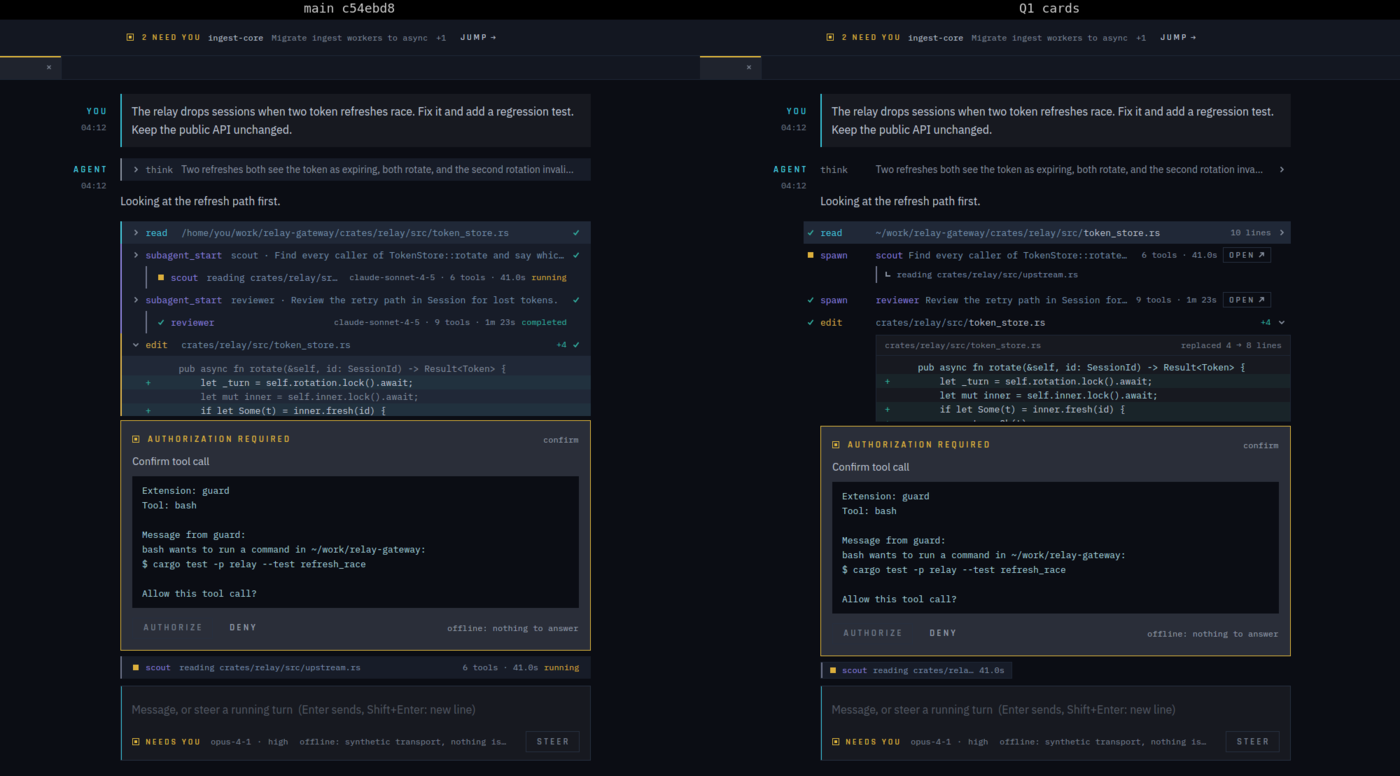 main c54ebd8
2 NEED YOU ingest-core Migrate ingest workers to async +1 JUMP →
×
YOU
04:12
The relay drops sessions when two token refreshes race. Fix it and add a regression test.
Keep the public API unchanged.
AGENT
04:12
think Two refreshes both see the token as expiring, both rotate, and the second rotation invali…
Looking at the refresh path first.
read /home/you/work/relay-gateway/crates/relay/src/token_store.rs ✓
subagent_start scout · Find every caller of TokenStore::rotate and say whic… ✓
scout reading crates/relay/sr… claude-sonnet-4-5 · 6 tools · 41.0s running
subagent_start reviewer · Review the retry path in Session for lost tokens. ✓
✓ reviewer claude-sonnet-4-5 · 9 tools · 1m 23s completed
edit crates/relay/src/token_store.rs +4 ✓
pub async fn rotate(&self, id: SessionId) -> Result<Token> {
+ let _turn = self.rotation.lock().await;
let mut inner = self.inner.lock().await;
+ if let Some(t) = inner.fresh(id) {
AUTHORIZATION REQUIRED confirm
Confirm tool call
Extension: guard
Tool: bash
Message from guard:
bash wants to run a command in ~/work/relay-gateway:
$ cargo test -p relay --test refresh_race
Allow this tool call?
AUTHORIZE DENY offline: nothing to answer
scout reading crates/relay/src/upstream.rs 6 tools · 41.0s running
Message, or steer a running turn (Enter sends, Shift+Enter: new line)
NEEDS YOU opus-4-1 · high offline: synthetic transport, nothing is… STEER
Q1 cards
2 NEED YOU ingest-core Migrate ingest workers to async +1 JUMP →
×
YOU
04:12
The relay drops sessions when two token refreshes race. Fix it and add a regression test.
Keep the public API unchanged.
AGENT
04:12
think Two refreshes both see the token as expiring, both rotate, and the second rotation inva…
Looking at the refresh path first.
✓ read ~/work/relay-gateway/crates/relay/src/token_store.rs 10 lines
spawn scout Find every caller of TokenStore::rotate… 6 tools · 41.0s OPEN ↗
reading crates/relay/src/upstream.rs
✓ spawn reviewer Review the retry path in Session for… 9 tools · 1m 23s OPEN ↗
✓ edit crates/relay/src/token_store.rs +4
crates/relay/src/token_store.rs replaced 4 → 8 lines
pub async fn rotate(&self, id: SessionId) -> Result<Token> {
+ let _turn = self.rotation.lock().await;
let mut inner = self.inner.lock().await;
+ if let Some(t) = inner.fresh(id) {
AUTHORIZATION REQUIRED confirm
Confirm tool call
Extension: guard
Tool: bash
Message from guard:
bash wants to run a command in ~/work/relay-gateway:
$ cargo test -p relay --test refresh_race
Allow this tool call?
AUTHORIZE DENY offline: nothing to answer
scout reading crates/rela… 41.0s
Message, or steer a running turn (Enter sends, Shift+Enter: new line)
NEEDS YOU opus-4-1 · high offline: synthetic transport, nothing is… STEER